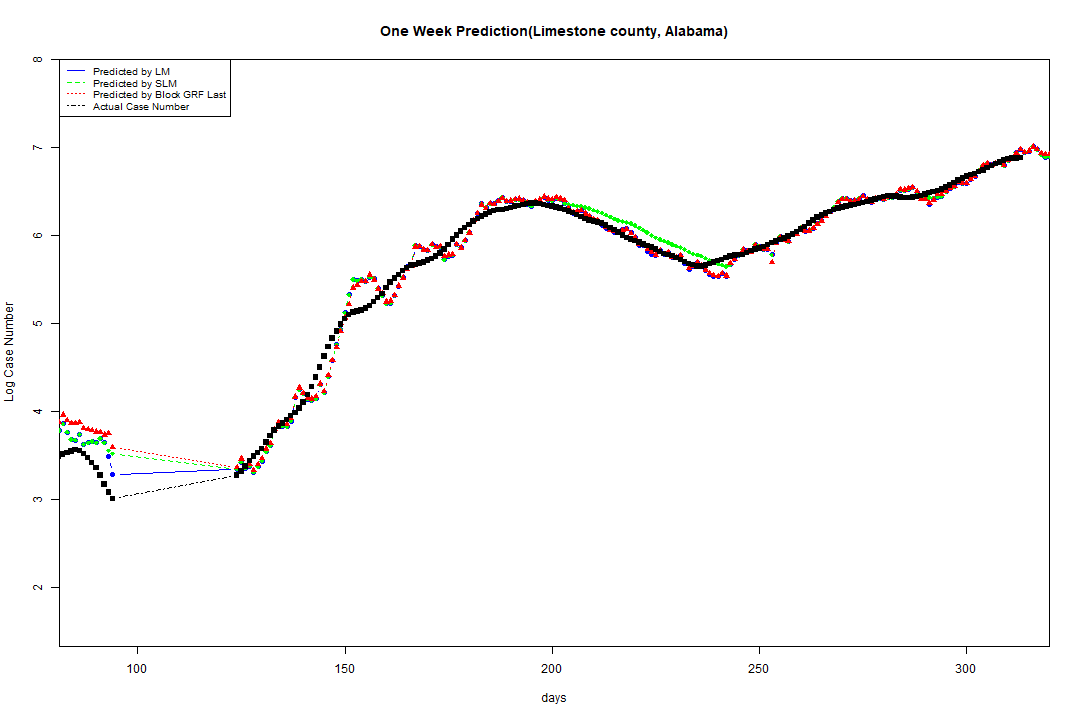 One Week Prediction(Limestone county, Alabama)
Predicted by LM
Predicted by SLM
Predicted by Block GRF Last
Actual Case Number
8
7
6
5
4
3
2
Log Case Number
100 150 200 250 300
days